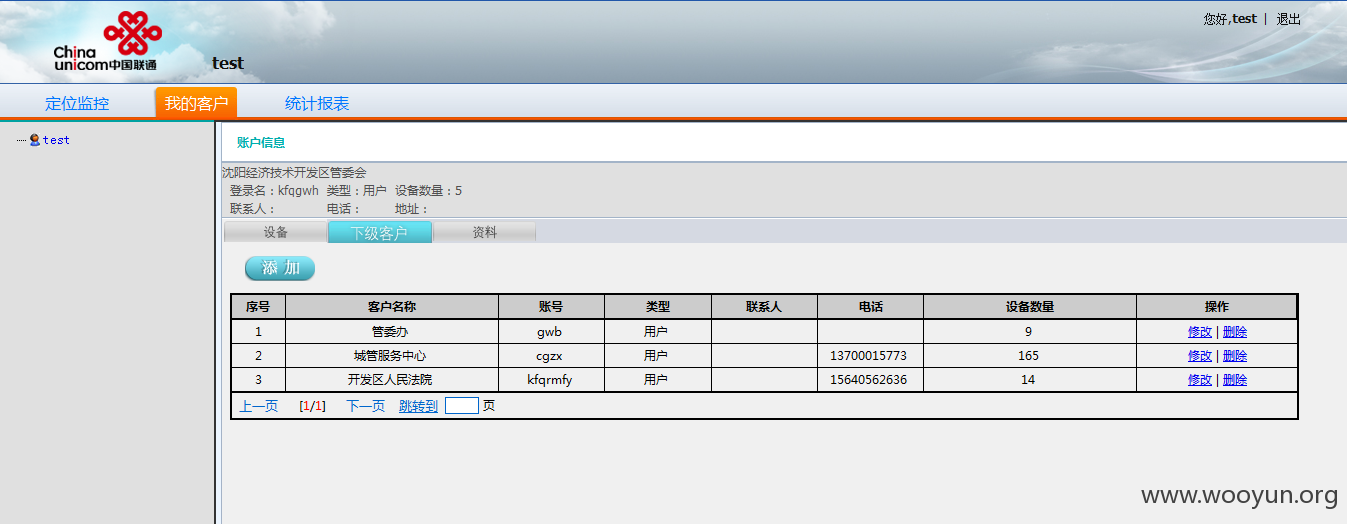 China unicom中国联通
test
您好,test | 退出
定位监控 我的客户 统计报表
test
账户信息
沈阳经济技术开发区管委会
登录名：kfqgwh 类型：用户 设备数量：5
联系人： 电话： 地址：
设备 下级客户 资料
添 加
序号 客户名称 账号 类型 联系人 电话 设备数量 操作
1 管委办 gwb 用户 9 修改 | 删除
2 城管服务中心 cgzx 用户 13700015773 165 修改 | 删除
3 开发区人民法院 kfqrmfy 用户 15640562636 14 修改 | 删除
上一页 [1/1] 下一页 跳转到 页
www.wooyun.org